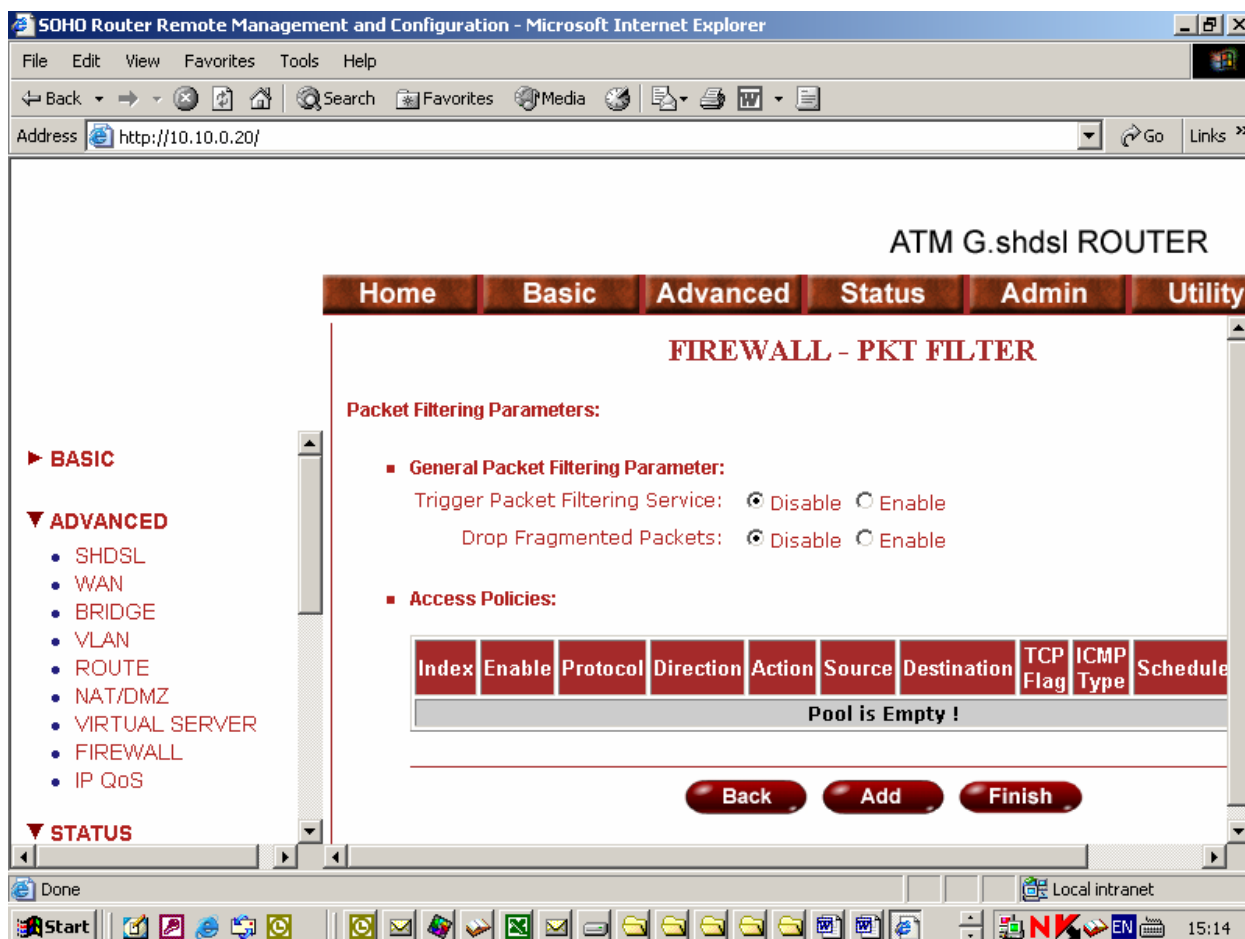 SOHO Router Remote Management and Configuration - Microsoft Internet Explorer
File Edit View Favorites Tools Help
Back Search Favorites Media
Address http://10.10.0.20/ Go Links »
ATM G.shdsl ROUTER
Home Basic Advanced Status Admin Utility
FIREWALL - PKT FILTER
Packet Filtering Parameters:
General Packet Filtering Parameter:
Trigger Packet Filtering Service: Disable Enable
Drop Fragmented Packets: Disable Enable
Access Policies:
Index Enable Protocol Direction Action Source Destination TCP Flag ICMP Type Schedule
Pool is Empty !
Back Add Finish
BASIC
ADVANCED
SHDSL
WAN
BRIDGE
VLAN
ROUTE
NAT/DMZ
VIRTUAL SERVER
FIREWALL
IP QoS
STATUS
Done Local intranet
Start EN 15:14